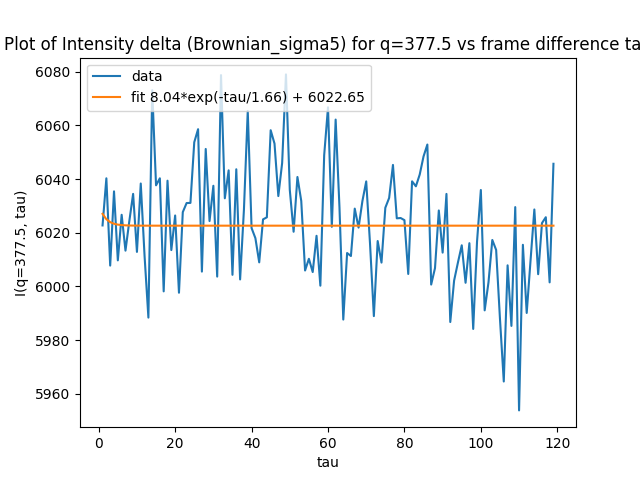 Plot of Intensity delta (Brownian_sigma5) for q=377.5 vs frame difference ta
data
fit 8.04*exp(-tau/1.66) + 6022.65
6080
6060
6040
6020
6000
5980
5960
I(q=377.5, tau)
0 20 40 60 80 100 120
tau